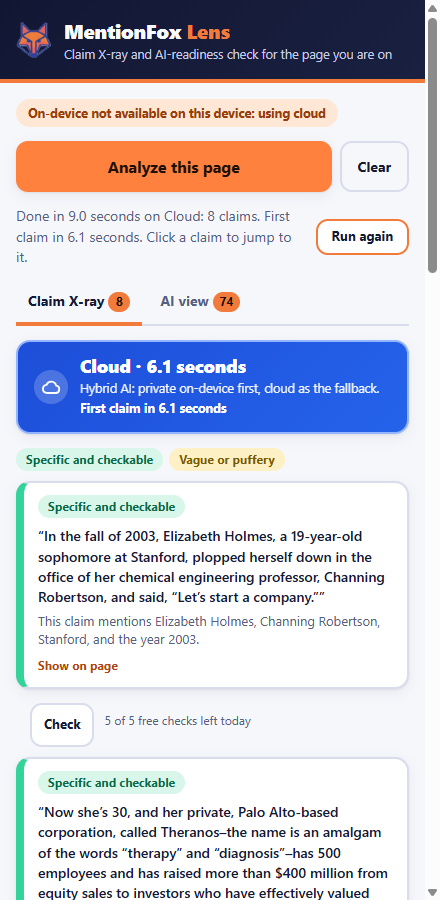 MentionFox Lens
Claim X-ray and AI-readiness check for the page you are on
On-device not available on this device: using cloud
Analyze this page
Clear
Done in 9.0 seconds on Cloud: 8 claims. First
claim in 6.1 seconds. Click a claim to jump to
it.
Run again
Claim X-ray 8
AI view 74
Cloud · 6.1 seconds
Hybrid AI: private on-device first, cloud as the fallback.
First claim in 6.1 seconds
Specific and checkable
Vague or puffery
Specific and checkable
“In the fall of 2003, Elizabeth Holmes, a 19-year-old
sophomore at Stanford, plopped herself down in the
office of her chemical engineering professor, Channing
Robertson, and said, “Let’s start a company.””
This claim mentions Elizabeth Holmes, Channing Robertson,
Stanford, and the year 2003.
Show on page
Check
5 of 5 free checks left today
Specific and checkable
“Now she’s 30, and her private, Palo Alto-based
corporation, called Theranos–the name is an amalgam
of the words “therapy” and “diagnosis”–has 500
employees and has raised more than $400 million from
equity sales to investors who have effectively valued